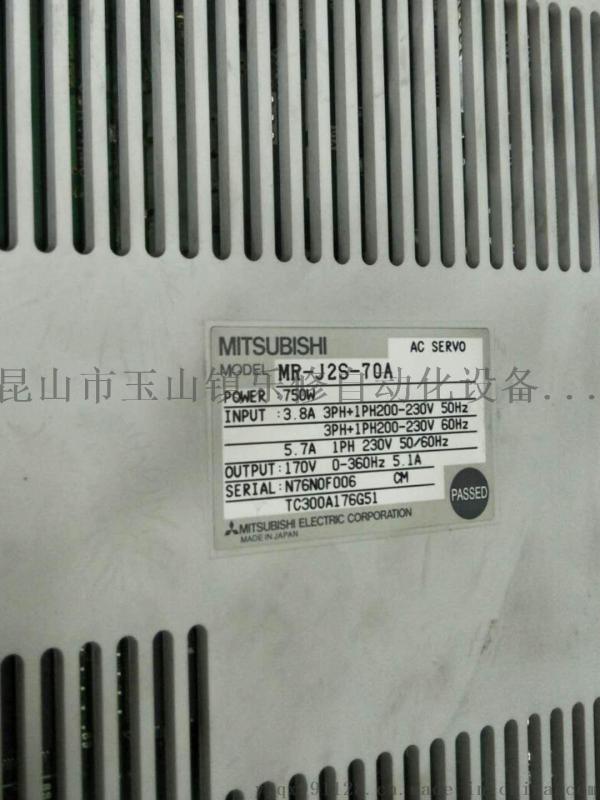 MITSUBISHI AC SERVO
MODEL MR-J2S-70A
昆山市玉山镇乐修自动化设备...
POWER :750W
INPUT :3.8A 3PH+1PH200-230V 50Hz
3PH+1PH200-230V 60Hz
5.7A 1PH 230V 50/60Hz
OUTPUT:170V 0-360Hz 5.1A
SERIAL:N76N0F006 CM
TC300A176G51
PASSED
MITSUBISHI ELECTRIC CORPORATION
MADE IN JAPAN